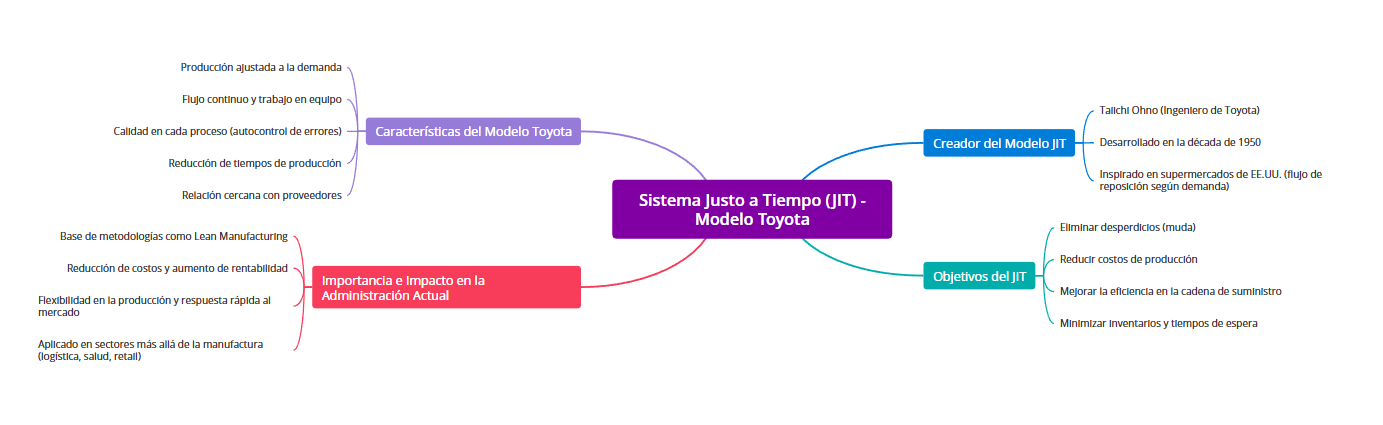 Sistema Justo a Tiempo (JIT) -
Modelo Toyota
Creador del Modelo JIT
Taiichi Ohno (Ingeniero de Toyota)
Desarrollado en la década de 1950
Inspirado en supermercados de EE.UU. (flujo de
reposición según demanda)
Objetivos del JIT
Eliminar desperdicios (muda)
Reducir costos de producción
Mejorar la eficiencia en la cadena de suministro
Minimizar inventarios y tiempos de espera
Características del Modelo Toyota
Producción ajustada a la demanda
Flujo continuo y trabajo en equipo
Calidad en cada proceso (autocontrol de errores)
Reducción de tiempos de producción
Relación cercana con proveedores
Importancia e Impacto en la
Administración Actual
Base de metodologías como Lean Manufacturing
Reducción de costos y aumento de rentabilidad
Flexibilidad en la producción y respuesta rápida al
mercado
Aplicado en sectores más allá de la manufactura
(logística, salud, retail)